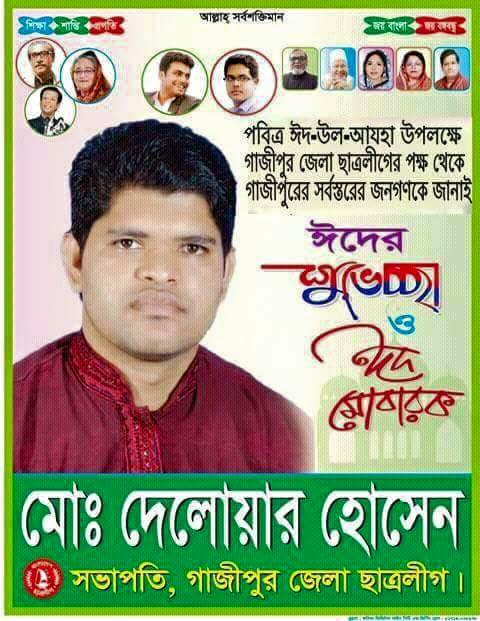 আল্লাহ্ সর্বশক্তিমান
শিক্ষা ◆ শান্তি ◆ প্রগতি
জয় বাংলা ◆ জয় বঙ্গবন্ধু
পবিত্র ঈদ-উল-আযহা উপলক্ষে
গাজীপুর জেলা ছাত্রলীগের পক্ষ থেকে
গাজীপুরের সর্বস্তরের জনগণকে জানাই
ঈদের
শুভেচ্ছা
ও
ঈদ
মোবারক
মোঃ দেলোয়ার হোসেন
সভাপতি, গাজীপুর জেলা ছাত্রলীগ।